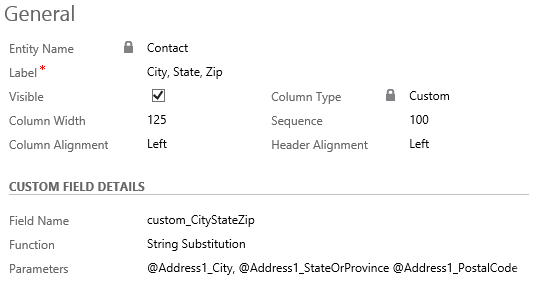 General
Entity Name Contact
Label* City, State, Zip
Visible Column Type Custom
Column Width 125 Sequence 100
Column Alignment Left Header Alignment Left
CUSTOM FIELD DETAILS
Field Name custom_CityStateZip
Function String Substitution
Parameters @Address1_City, @Address1_StateOrProvince @Address1_PostalCode